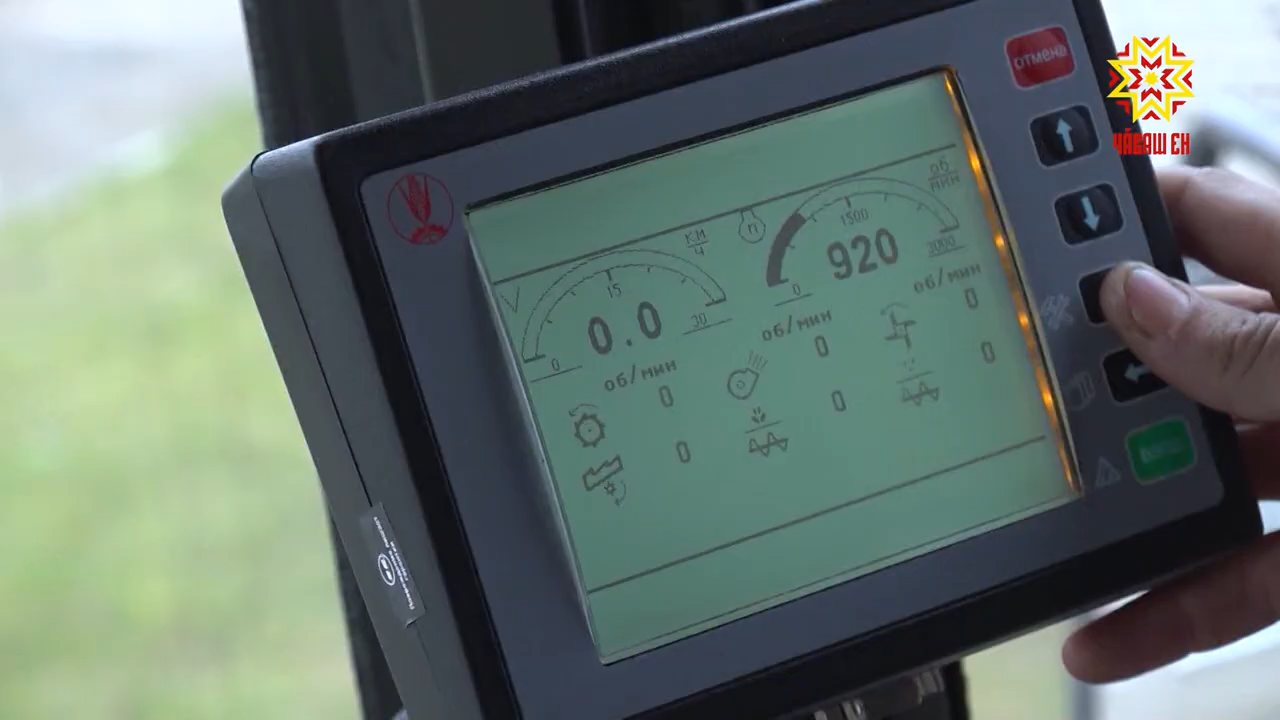 отмена
ЧĂВАШ ЕН
V
0
15
30
км
ч
0.0
n
0
1500
3000
об
мин
920
об/мин
об/мин
об/мин
0
0
0
0
0
0